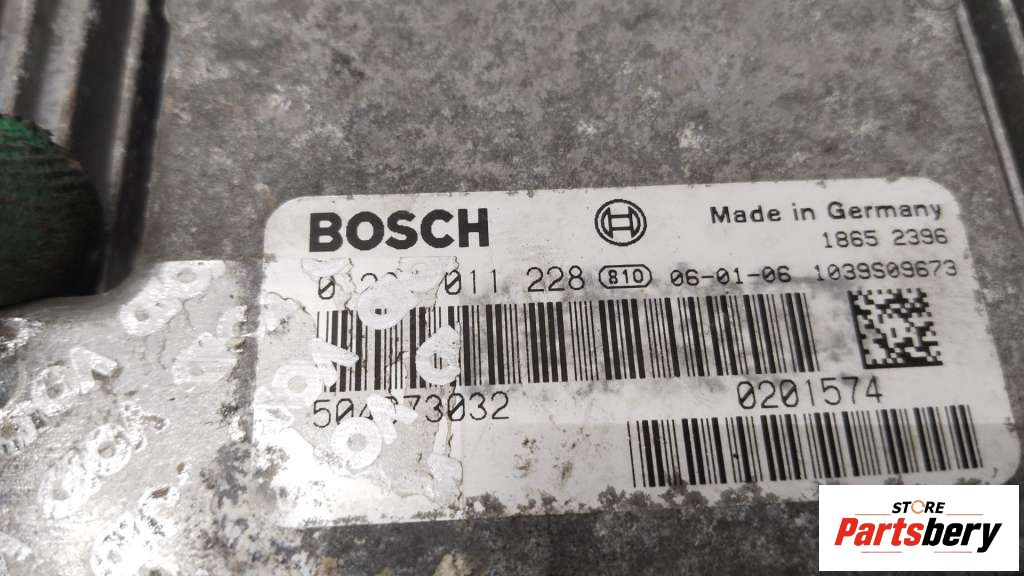 BOSCH
Made in Germany
1865 2396
011 228 810 06-01-06 1039S09673
0201574
STORE
Partsbery